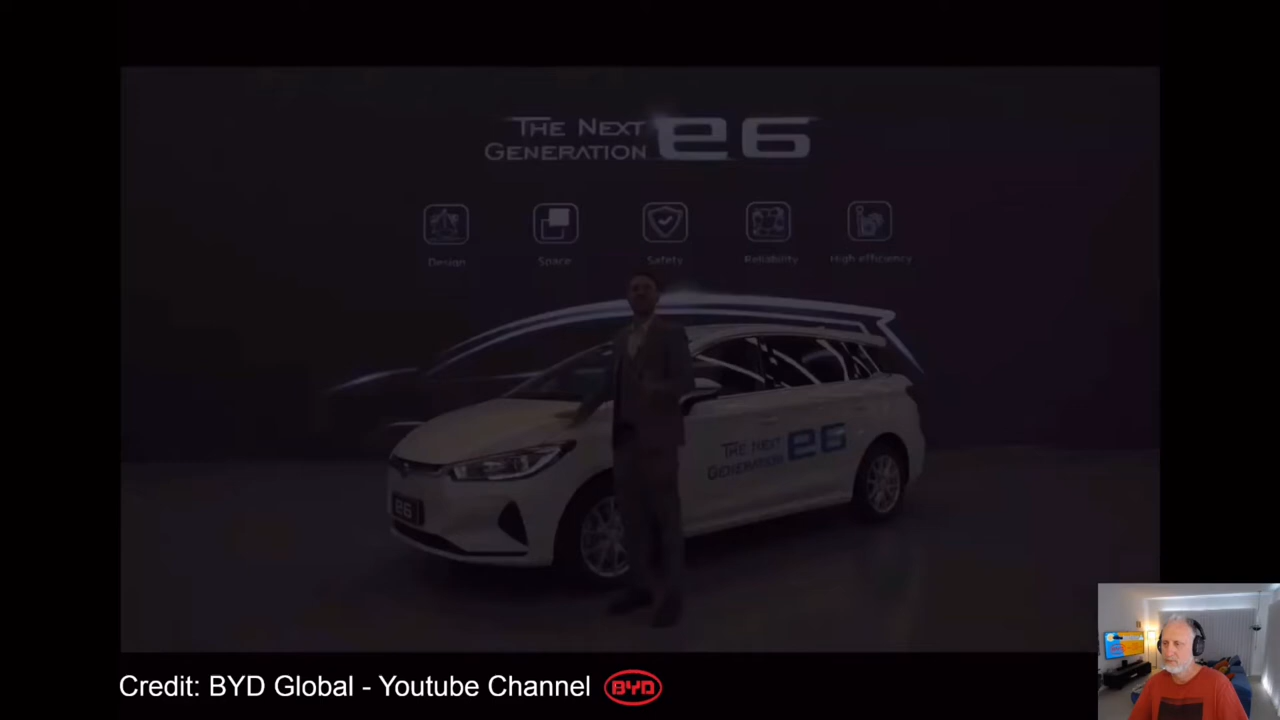 THE NEXT
GENERATION e6
Design
Space
Safety
Reliability
High efficiency
THE NEXT
GENERATION e6
e6
Credit: BYD Global - Youtube Channel
BYD